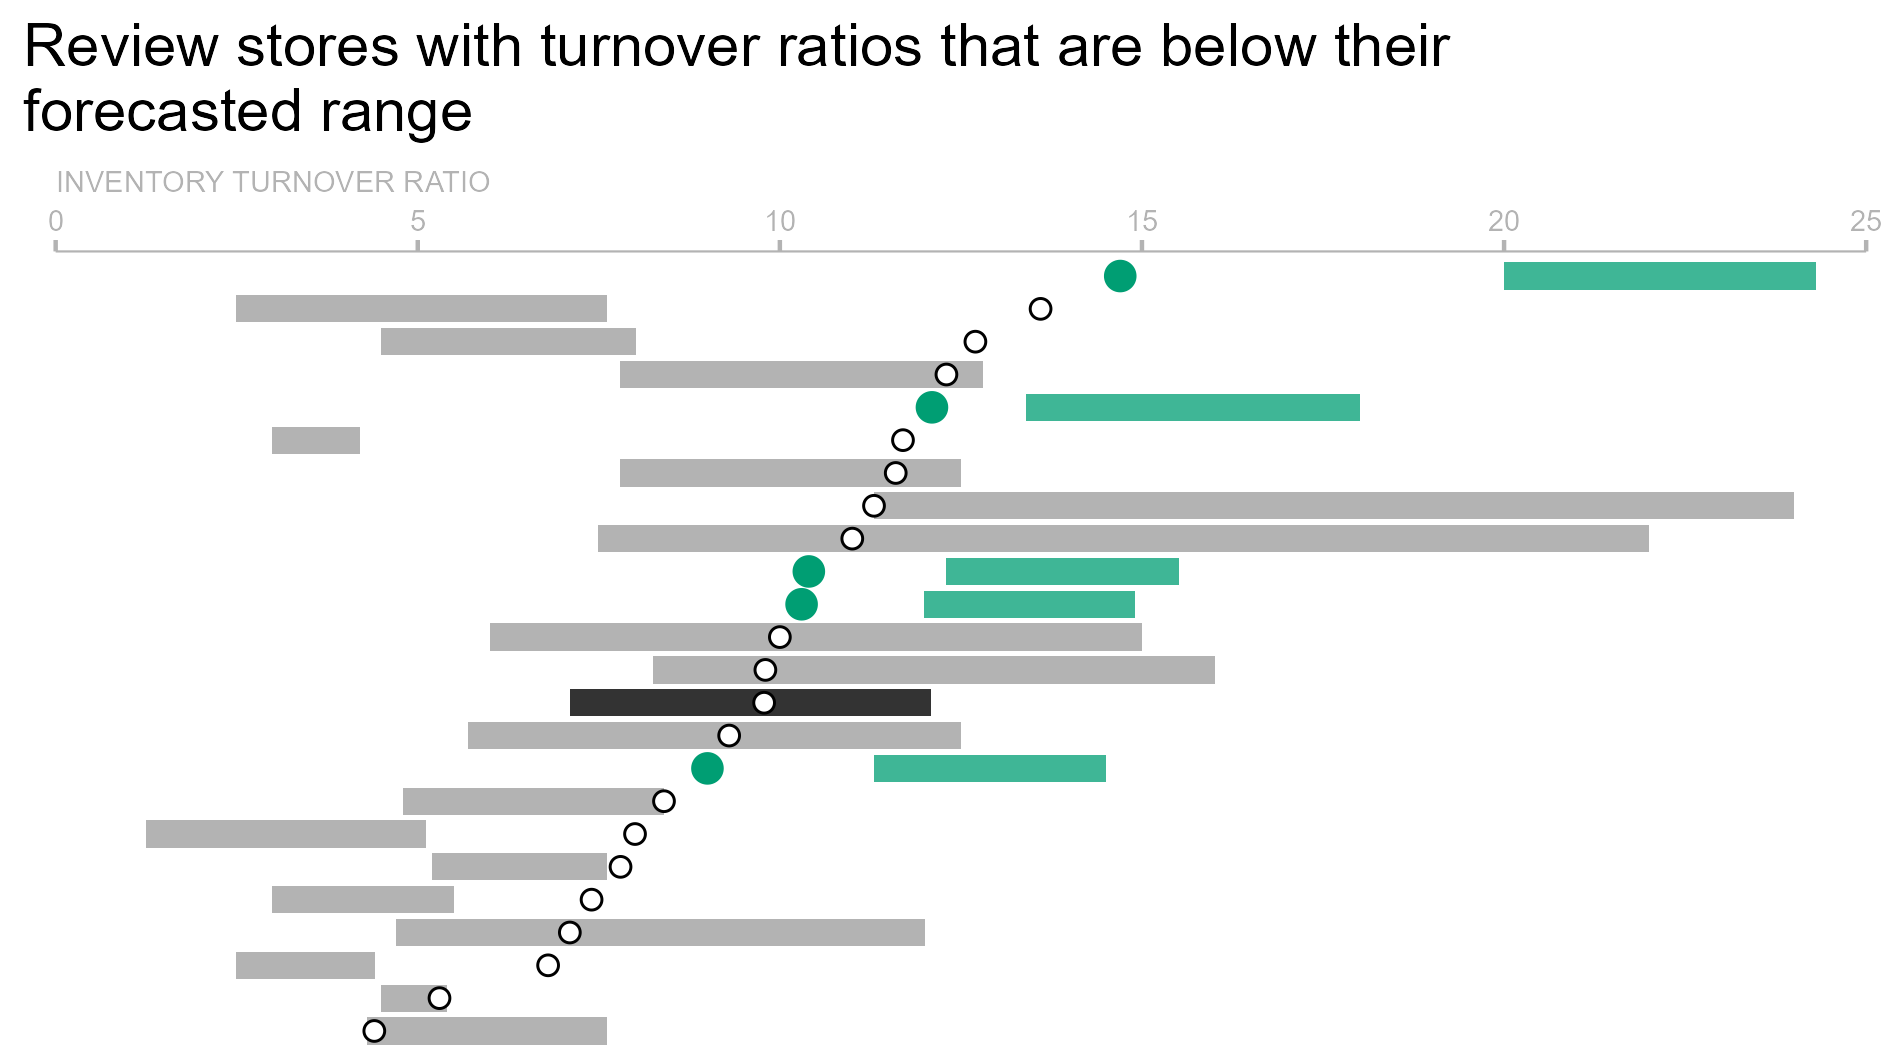 Review stores with turnover ratios that are below their
forecasted range
INVENTORY TURNOVER RATIO
0 5 10 15 20 25